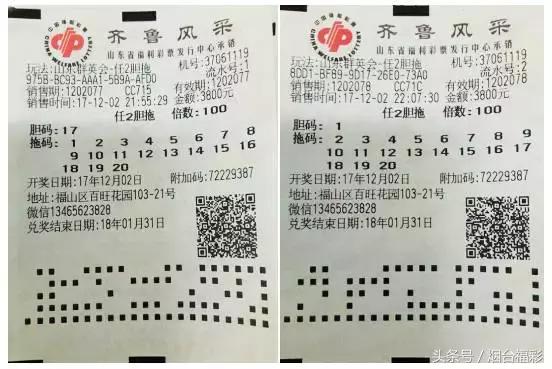 齐鲁风采
山东省福利彩票发行中心承销
玩法:山东群英会-任2胆拖 机号:37061119
975B-BC93-AAA1-5B9A-AFD0 流水号:1
销售期:1202077 CC715 有效期:1202077
销售时间:17-12-02 21:55:29 金额:3800元
任2胆拖 倍数:100
胆码: 17
拖码: 1 2 3 4 5 6 7 8
9 10 11 12 13 14 15 16
18 19 20
开奖日期:17年12月02日 附加码:72229387
地址:福山区百旺花园103-21号
微信13465623828
兑奖结束日期:18年01月31日
齐鲁风采
山东省福利彩票发行中心承销
玩法:山东群英会-任2胆拖 机号:37061119
8DD1-BF89-9D17-26E0-73A0 流水号:2
销售期:1202078 CC71C 有效期:1202078
销售时间:17-12-02 22:07:30 金额:3800元
任2胆拖 倍数:100
胆码: 1
拖码: 2 3 4 5 6 7 8 9
10 11 12 13 14 15 16 17
18 19 20
开奖日期:17年12月02日 附加码:72229387
地址:福山区百旺花园103-21号
微信13465623828
兑奖结束日期:18年01月31日
头条号 / 烟台福彩